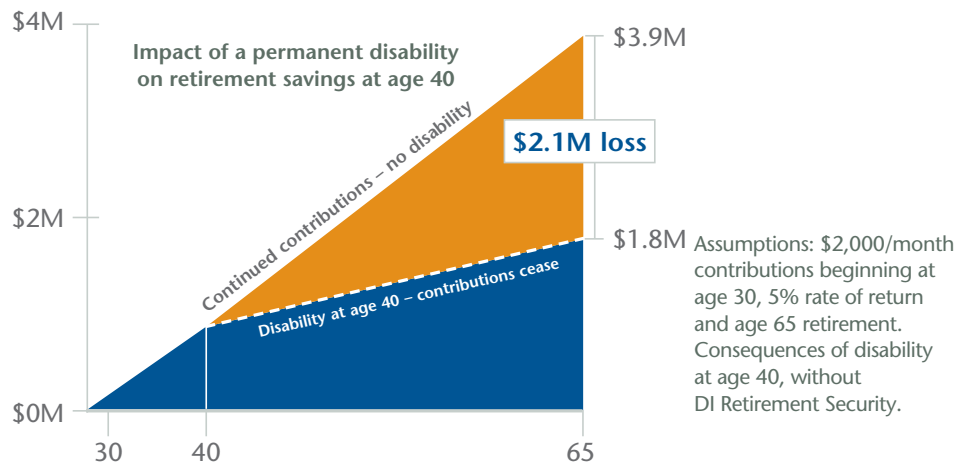 $4M
Impact of a permanent disability
on retirement savings at age 40
$3.9M
Continued contributions – no disability
$2.1M loss
$2M
$1.8M
Disability at age 40 – contributions cease
Assumptions: $2,000/month
contributions beginning at
age 30, 5% rate of return
and age 65 retirement.
Consequences of disability
at age 40, without
DI Retirement Security.
$0M
30
40
65